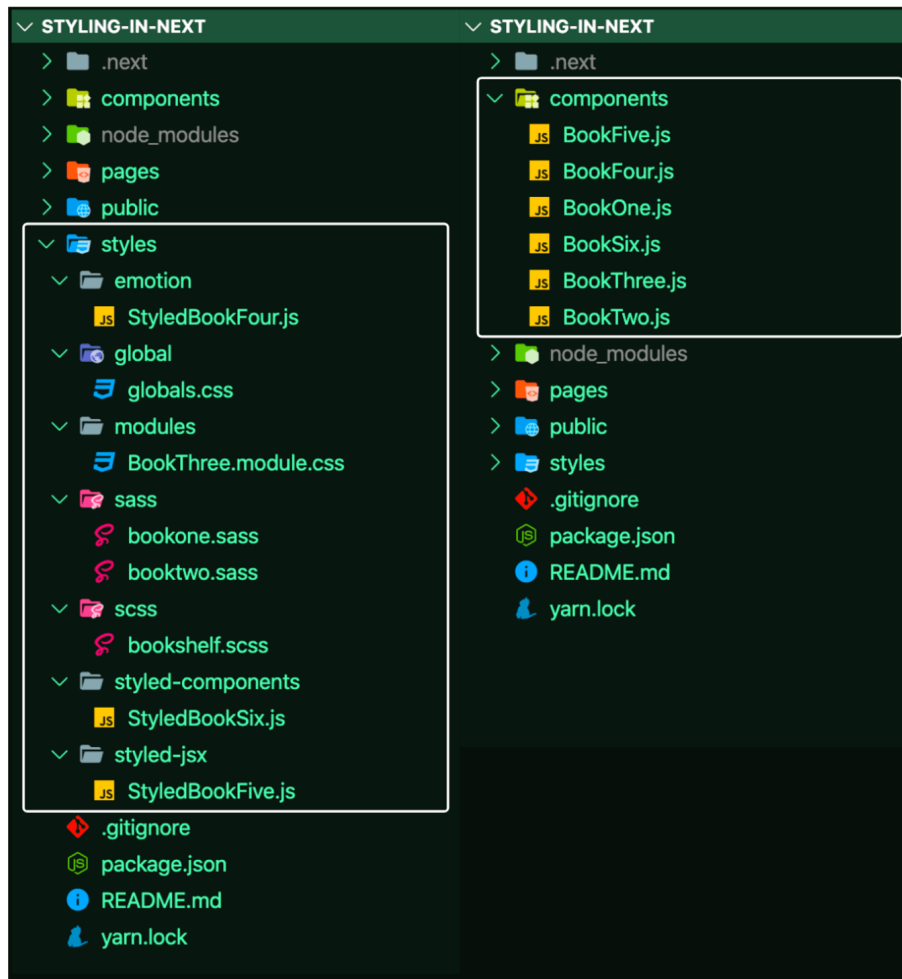 STYLING-IN-NEXT
.next
components
node_modules
pages
public
styles
emotion
StyledBookFour.js
global
globals.css
modules
BookThree.module.css
sass
bookone.sass
booktwo.sass
scss
bookshelf.scss
styled-components
StyledBookSix.js
styled-jsx
StyledBookFive.js
.gitignore
package.json
README.md
yarn.lock
STYLING-IN-NEXT
.next
components
BookFive.js
BookFour.js
BookOne.js
BookSix.js
BookThree.js
BookTwo.js
node_modules
pages
public
styles
.gitignore
package.json
README.md
yarn.lock